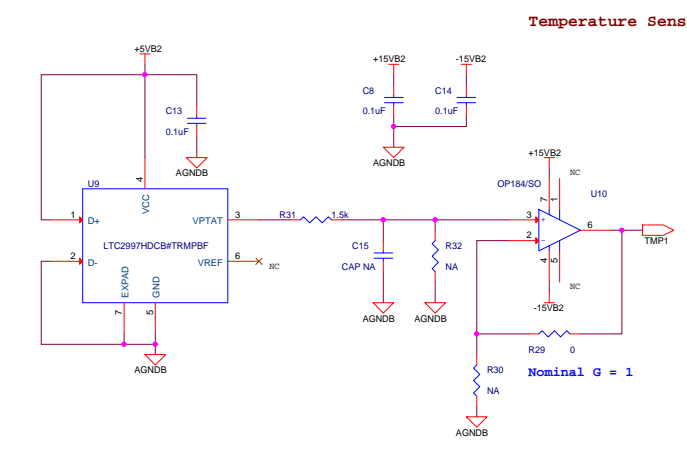 Temperature Sens
+5VB2
+15VB2
-15VB2
C13
0.1uF
C8
0.1uF
C14
0.1uF
AGNDB
AGNDB
+15VB2
NC
OP184/SO
U10
U9
4
VCC
1
D+
VPTAT
3
R31
1.5k
7
1
3
+
6
TMP1
2
-
LTC2997HDCB#TRMPBF
C15
CAP NA
R32
NA
2
D-
VREF
6
NC
4
5
NC
EXPAD
GND
7
5
-15VB2
AGNDB
AGNDB
R29
0
AGNDB
R30
NA
Nominal G = 1
AGNDB